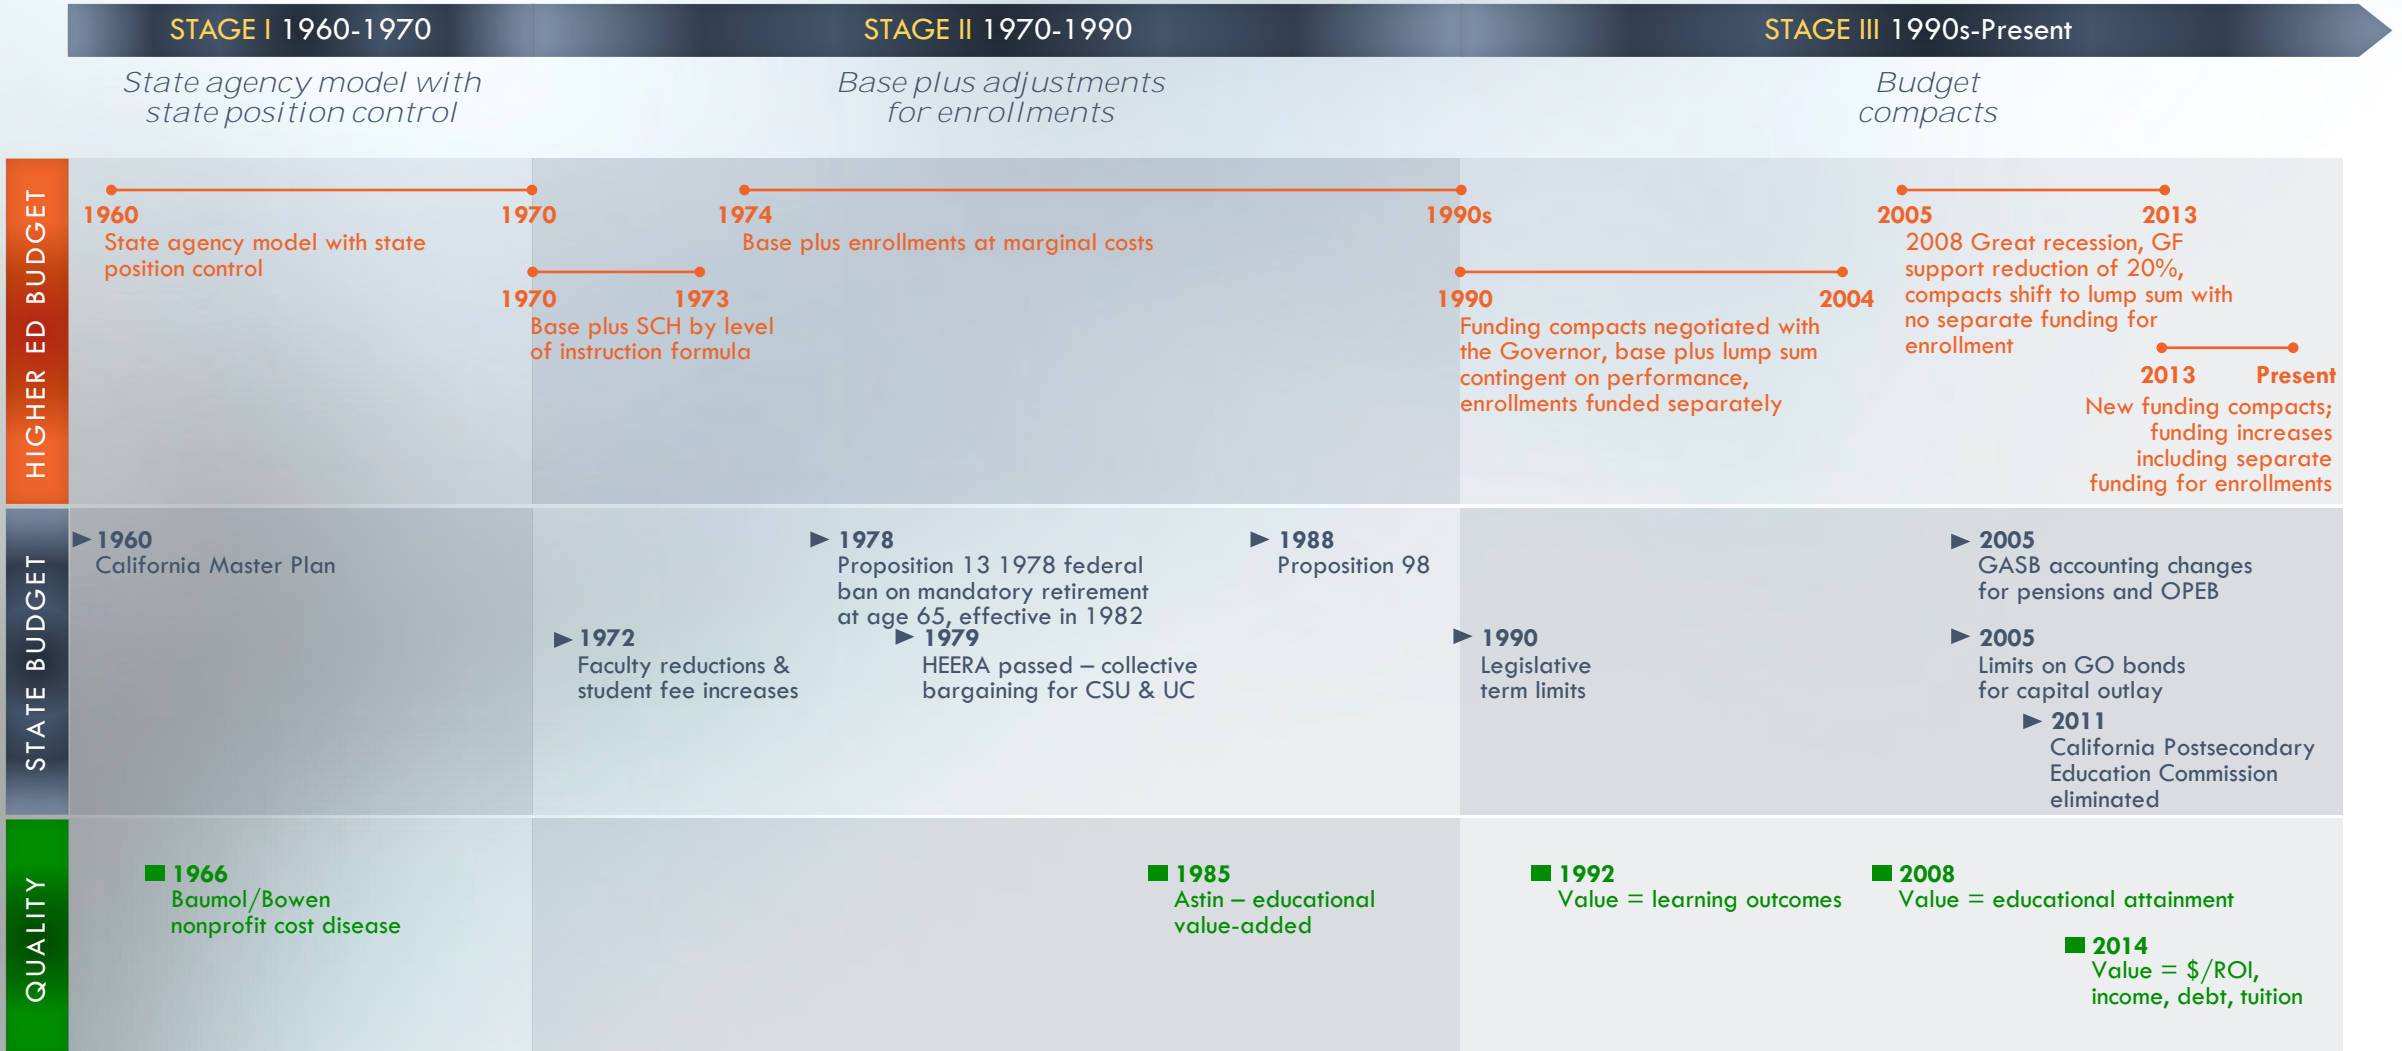 STAGE I 1960-1970
STAGE II 1970-1990
STAGE III 1990s-Present
State agency model with
state position control
Base plus adjustments
for enrollments
Budget
compacts
HIGHER ED BUDGET
1960
1970
State agency model with state
position control
1970
1973
Base plus SCH by level
of instruction formula
1974
1990s
Base plus enrollments at marginal costs
1990
2004
Funding compacts negotiated with
the Governor, base plus lump sum
contingent on performance,
enrollments funded separately
2005
2013
2008 Great recession, GF
support reduction of 20%,
compacts shift to lump sum with
no separate funding for
enrollment
2013
Present
New funding compacts;
funding increases
including separate
funding for enrollments
STATE BUDGET
1960
California Master Plan
1972
Faculty reductions &
student fee increases
1978
Proposition 13 1978 federal
ban on mandatory retirement
at age 65, effective in 1982
1979
HEERA passed – collective
bargaining for CSU & UC
1988
Proposition 98
1990
Legislative
term limits
2005
GASB accounting changes
for pensions and OPEB
2005
Limits on GO bonds
for capital outlay
2011
California Postsecondary
Education Commission
eliminated
QUALITY
1966
Baumol/Bowen
nonprofit cost disease
1985
Astin – educational
value-added
1992
Value = learning outcomes
2008
Value = educational attainment
2014
Value = $/ROI,
income, debt, tuition